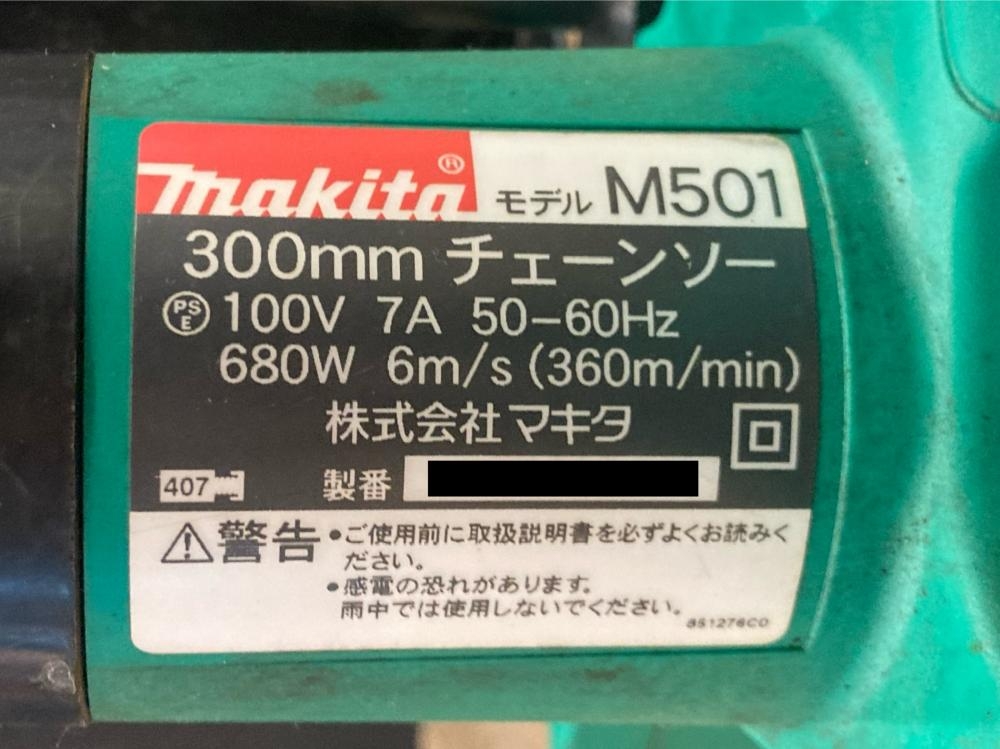 makita® モデル M501
300mm チェーンソー
PSE 100V 7A 50-60Hz
680W 6m/s (360m/min)
株式会社マキタ
407 製番
警告 •ご使用前に取扱説明書を必ずよくお読みく
ださい。
•感電の恐れがあります。
雨中では使用しないでください。
851276C0